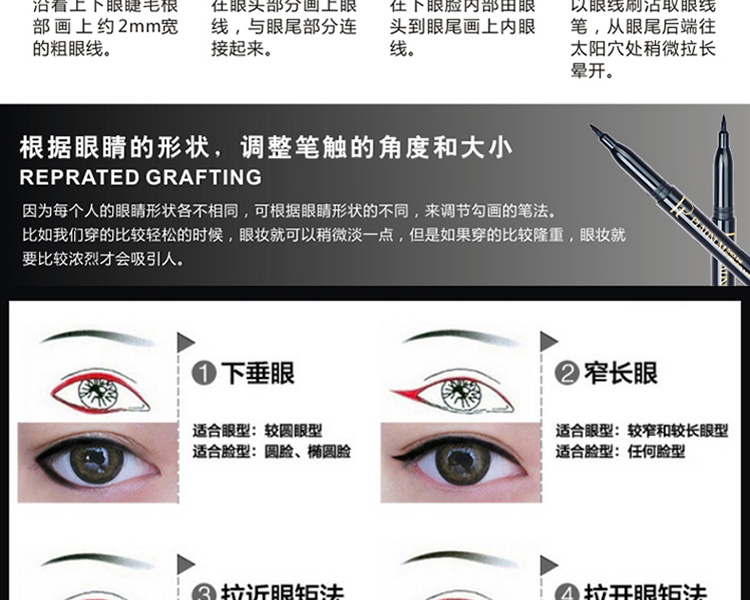 沿着上下眼睫毛根
部画上约2mm宽
的粗眼线。
在眼头部分画上眼
线，与眼尾部分连
接起来。
在下眼脸内部由眼
头到眼尾画上内眼
线。
以眼线刷沾取眼线
笔，从眼尾后端往
太阳穴处稍微拉长
晕开。
根据眼睛的形状，调整笔触的角度和大小
REPRATED GRAFTING
因为每个人的眼睛形状各不相同，可根据眼睛形状的不同，来调节勾画的笔法。
比如我们穿的比较轻松的时候，眼妆就可以稍微淡一点，但是如果穿的比较隆重，眼妆就
要比较浓烈才会吸引人。
1 下垂眼
适合眼型：较圆眼型
适合脸型：圆脸、椭圆脸
2 窄长眼
适合眼型：较窄和较长眼型
适合脸型：任何脸型
3 拉近眼矩法
4 拉开眼矩法